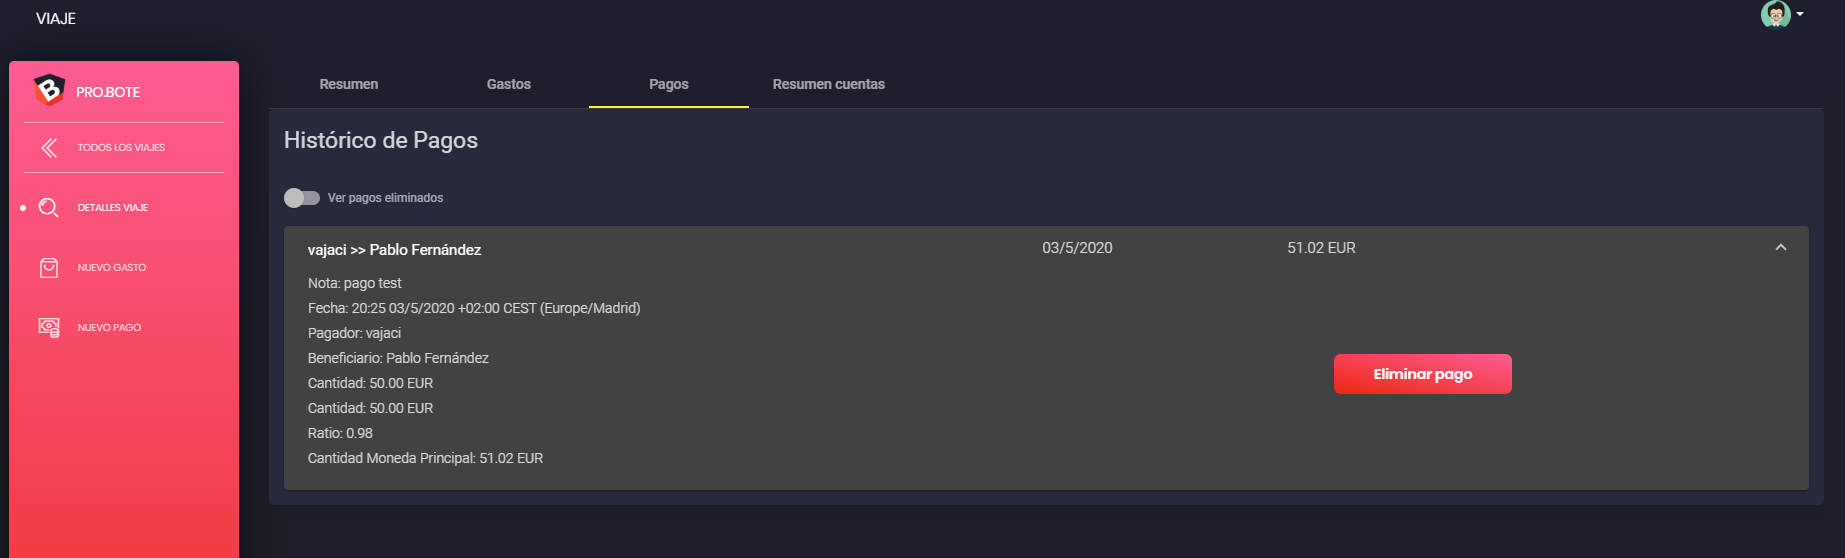 VIAJE
PRO.BOTE
TODOS LOS VIAJES
DETALLES VIAJE
NUEVO GASTO
NUEVO PAGO
Resumen Gastos Pagos Resumen cuentas
Histórico de Pagos
Ver pagos eliminados
vajaci >> Pablo Fernández 03/5/2020 51.02 EUR
Nota: pago test
Fecha: 20:25 03/5/2020 +02:00 CEST (Europe/Madrid)
Pagador: vajaci
Beneficiario: Pablo Fernández
Cantidad: 50.00 EUR
Cantidad: 50.00 EUR
Ratio: 0.98
Cantidad Moneda Principal: 51.02 EUR
Eliminar pago